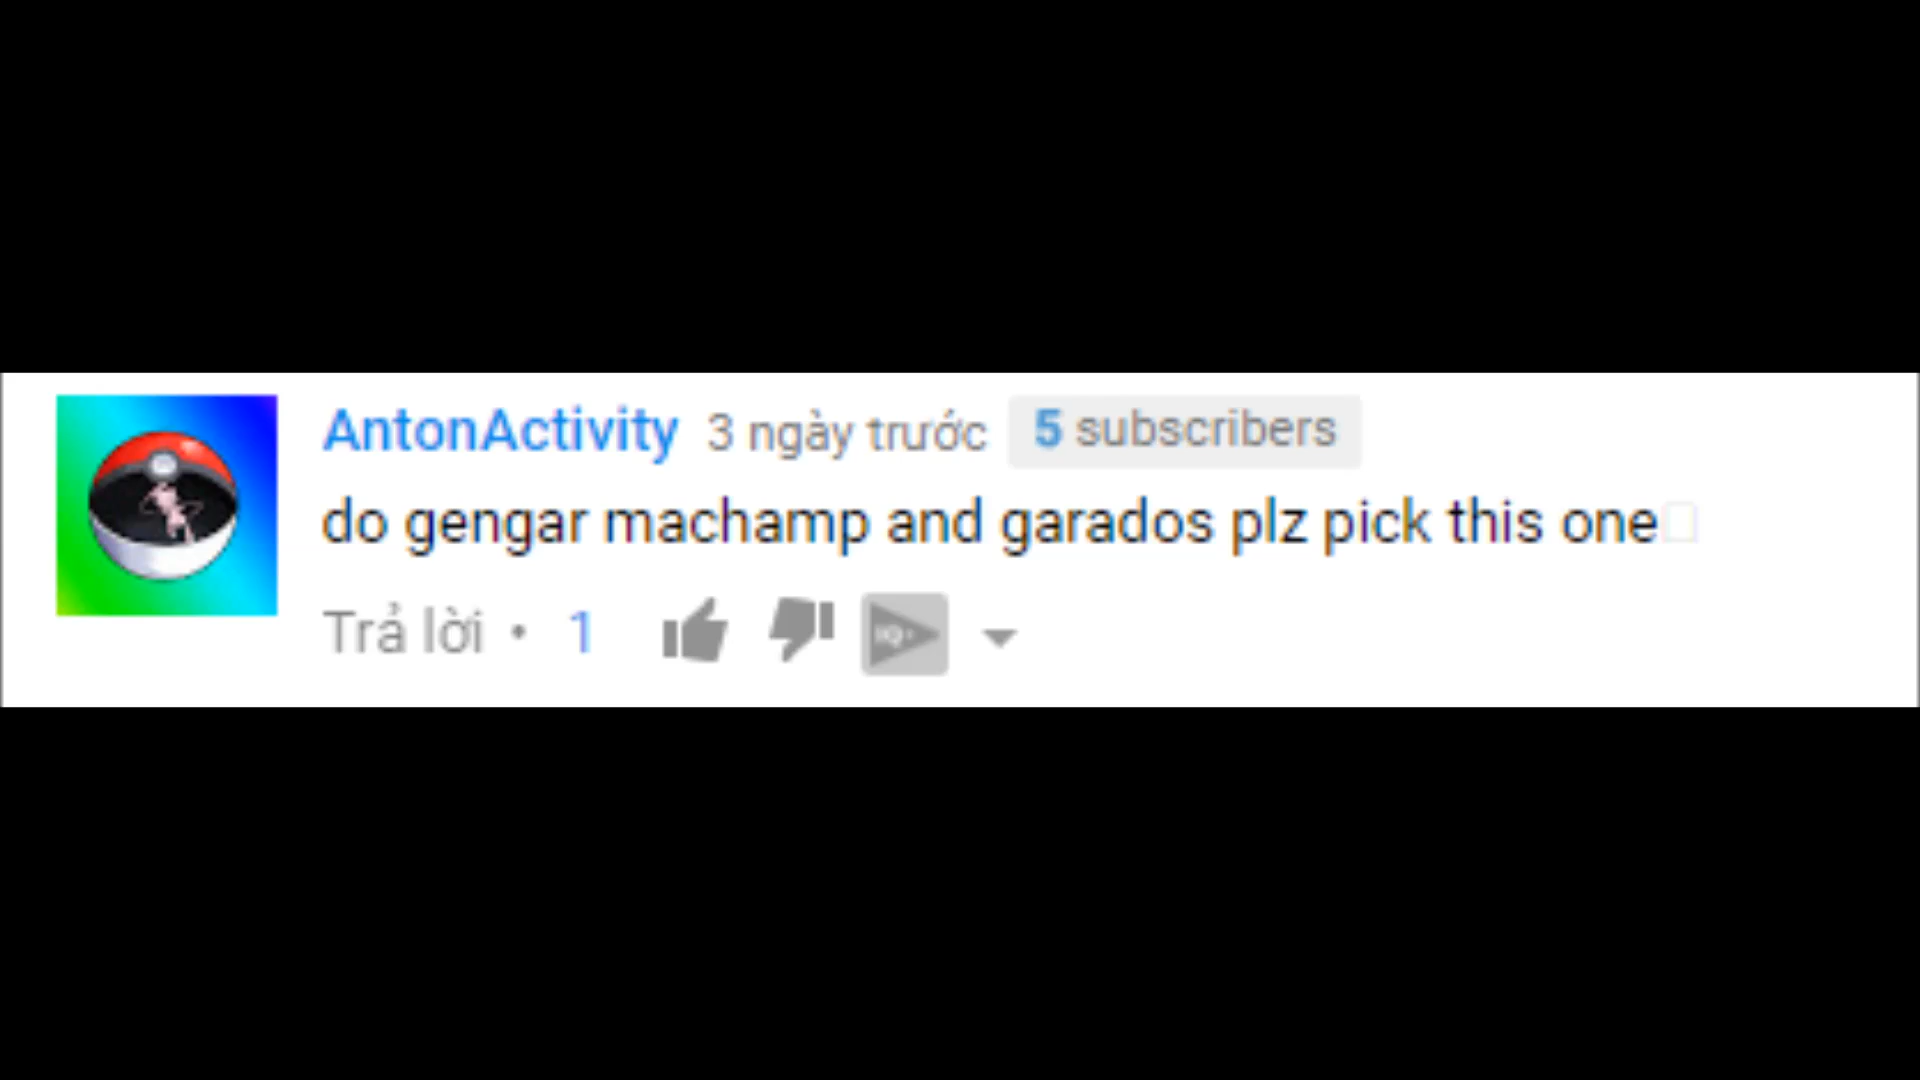 AntonActivity 3 ngày trước 5 subscribers
do gengar machamp and garados plz pick this one
Trả lời • 1